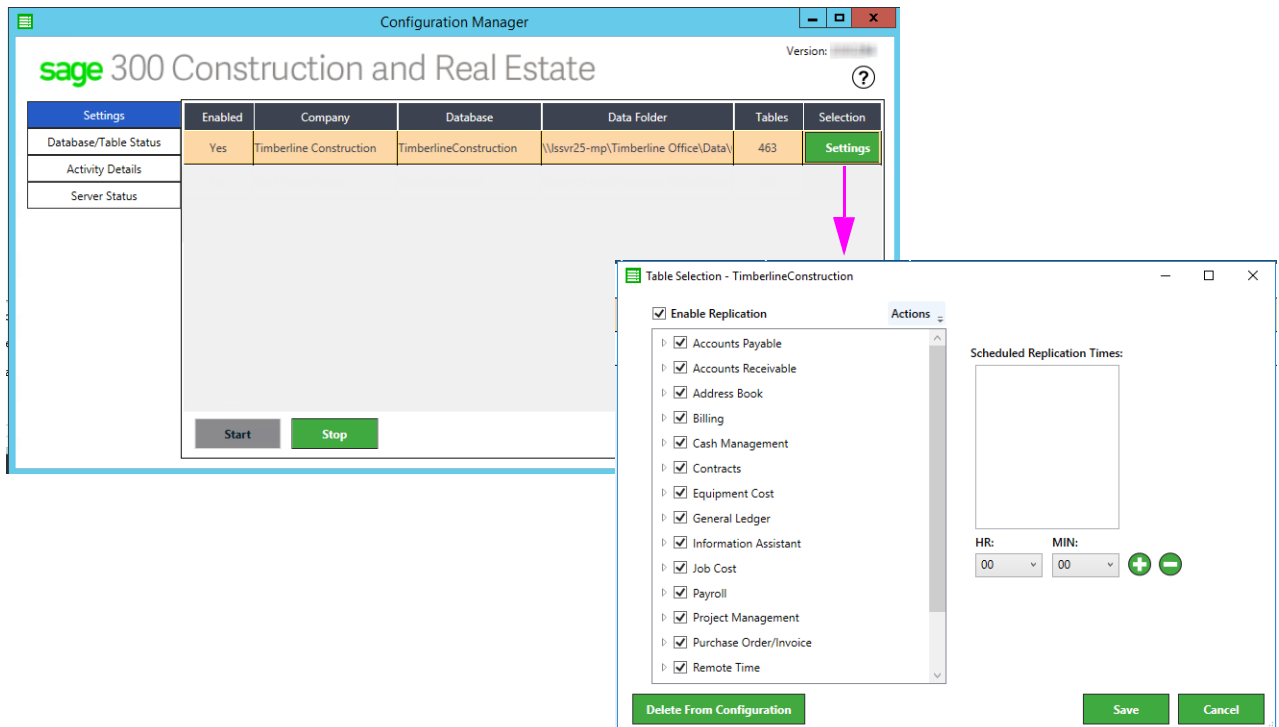 Configuration Manager
Version:
sage 300 Construction and Real Estate
?
Settings
Database/Table Status
Activity Details
Server Status
Enabled Company Database Data Folder Tables Selection
Yes Timberline Construction TimberlineConstruction \\lssvr25-mp\Timberline Office\Data\ 463 Settings
Start Stop
Table Selection - TimberlineConstruction
Enable Replication Actions
Accounts Payable
Accounts Receivable
Address Book
Billing
Cash Management
Contracts
Equipment Cost
General Ledger
Information Assistant
Job Cost
Payroll
Project Management
Purchase Order/Invoice
Remote Time
Scheduled Replication Times:
HR: MIN:
00 00
Delete From Configuration Save Cancel